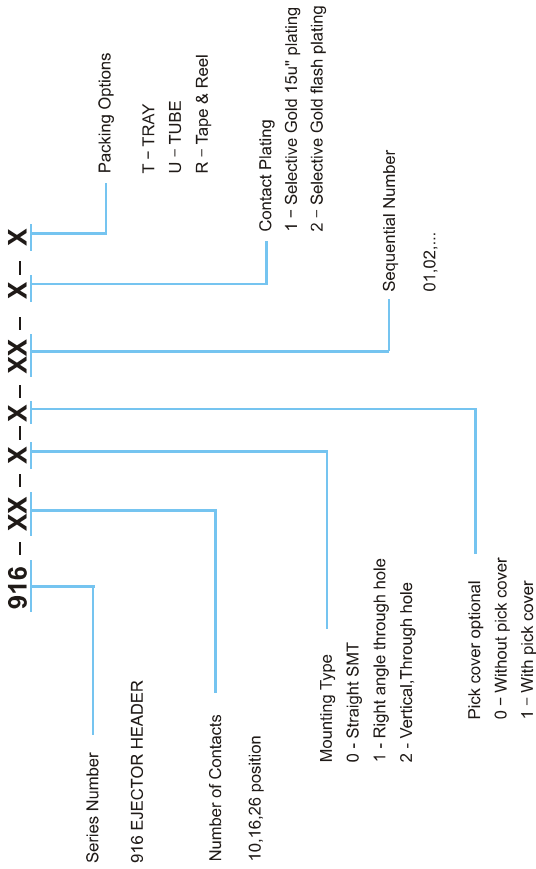 916 – XX – X – X – XX – X – X
Series Number
916 EJECTOR HEADER
Number of Contacts
10,16,26 position
Mounting Type
0 - Straight SMT
1 - Right angle through hole
2 - Vertical,Through hole
Pick cover optional
0 – Without pick cover
1 – With pick cover
Sequential Number
01,02,...
Contact Plating
1 – Selective Gold 15u" plating
2 – Selective Gold flash plating
Packing Options
T – TRAY
U – TUBE
R – Tape & Reel